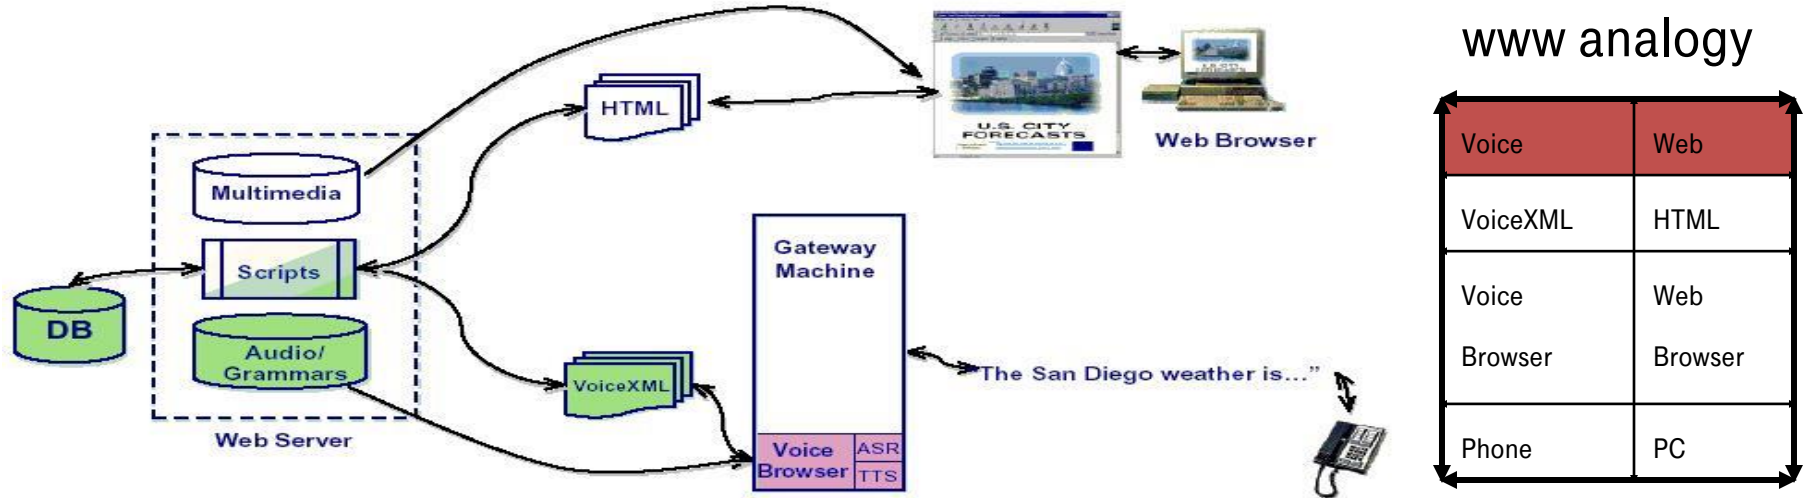 www analogy
HTML
U.S. CITY
FORECASTS
Web Browser
Multimedia
Scripts
DB
Audio/
Grammars
Web Server
VoiceXML
Gateway
Machine
Voice
Browser
ASR
TTS
"The San Diego weather is..."
Voice Web
VoiceXML HTML
Voice Web
Browser Browser
Phone PC